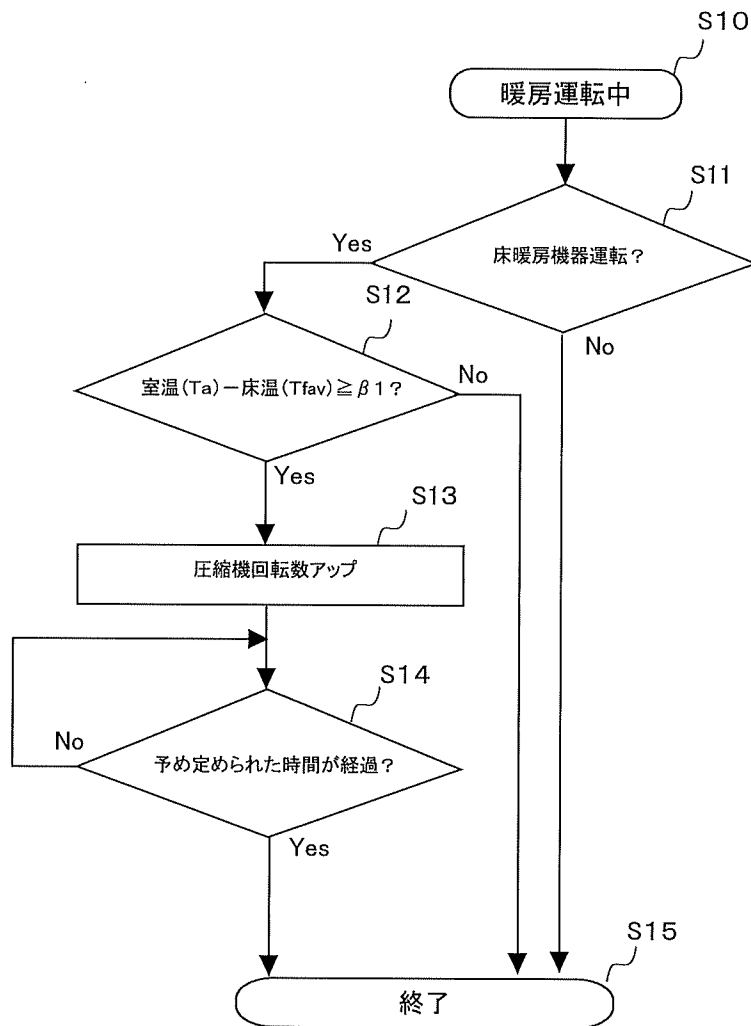 S10
暖房運転中
S11
床暖房機器運転？
Yes
No
S12
室温(Ta)－床温(Tfav)≧β1？
No
Yes
S13
圧縮機回転数アップ
S14
予め定められた時間が経過？
No
Yes
S15
終了